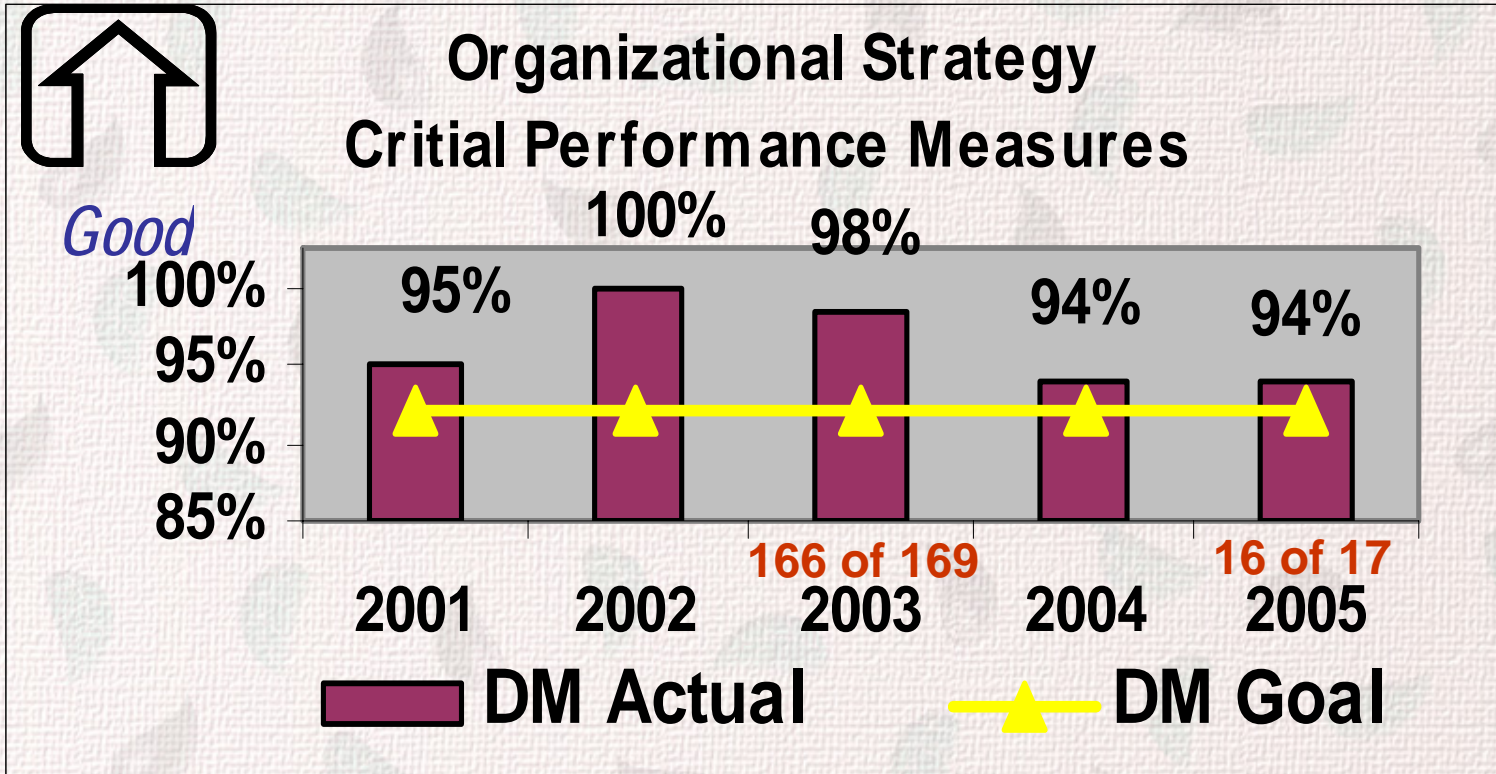 Organizational Strategy
Critial Performance Measures
Good
100%
98%
95%
94%
94%
100%
95%
90%
85%
166 of 169
16 of 17
2001
2002
2003
2004
2005
DM Actual
DM Goal